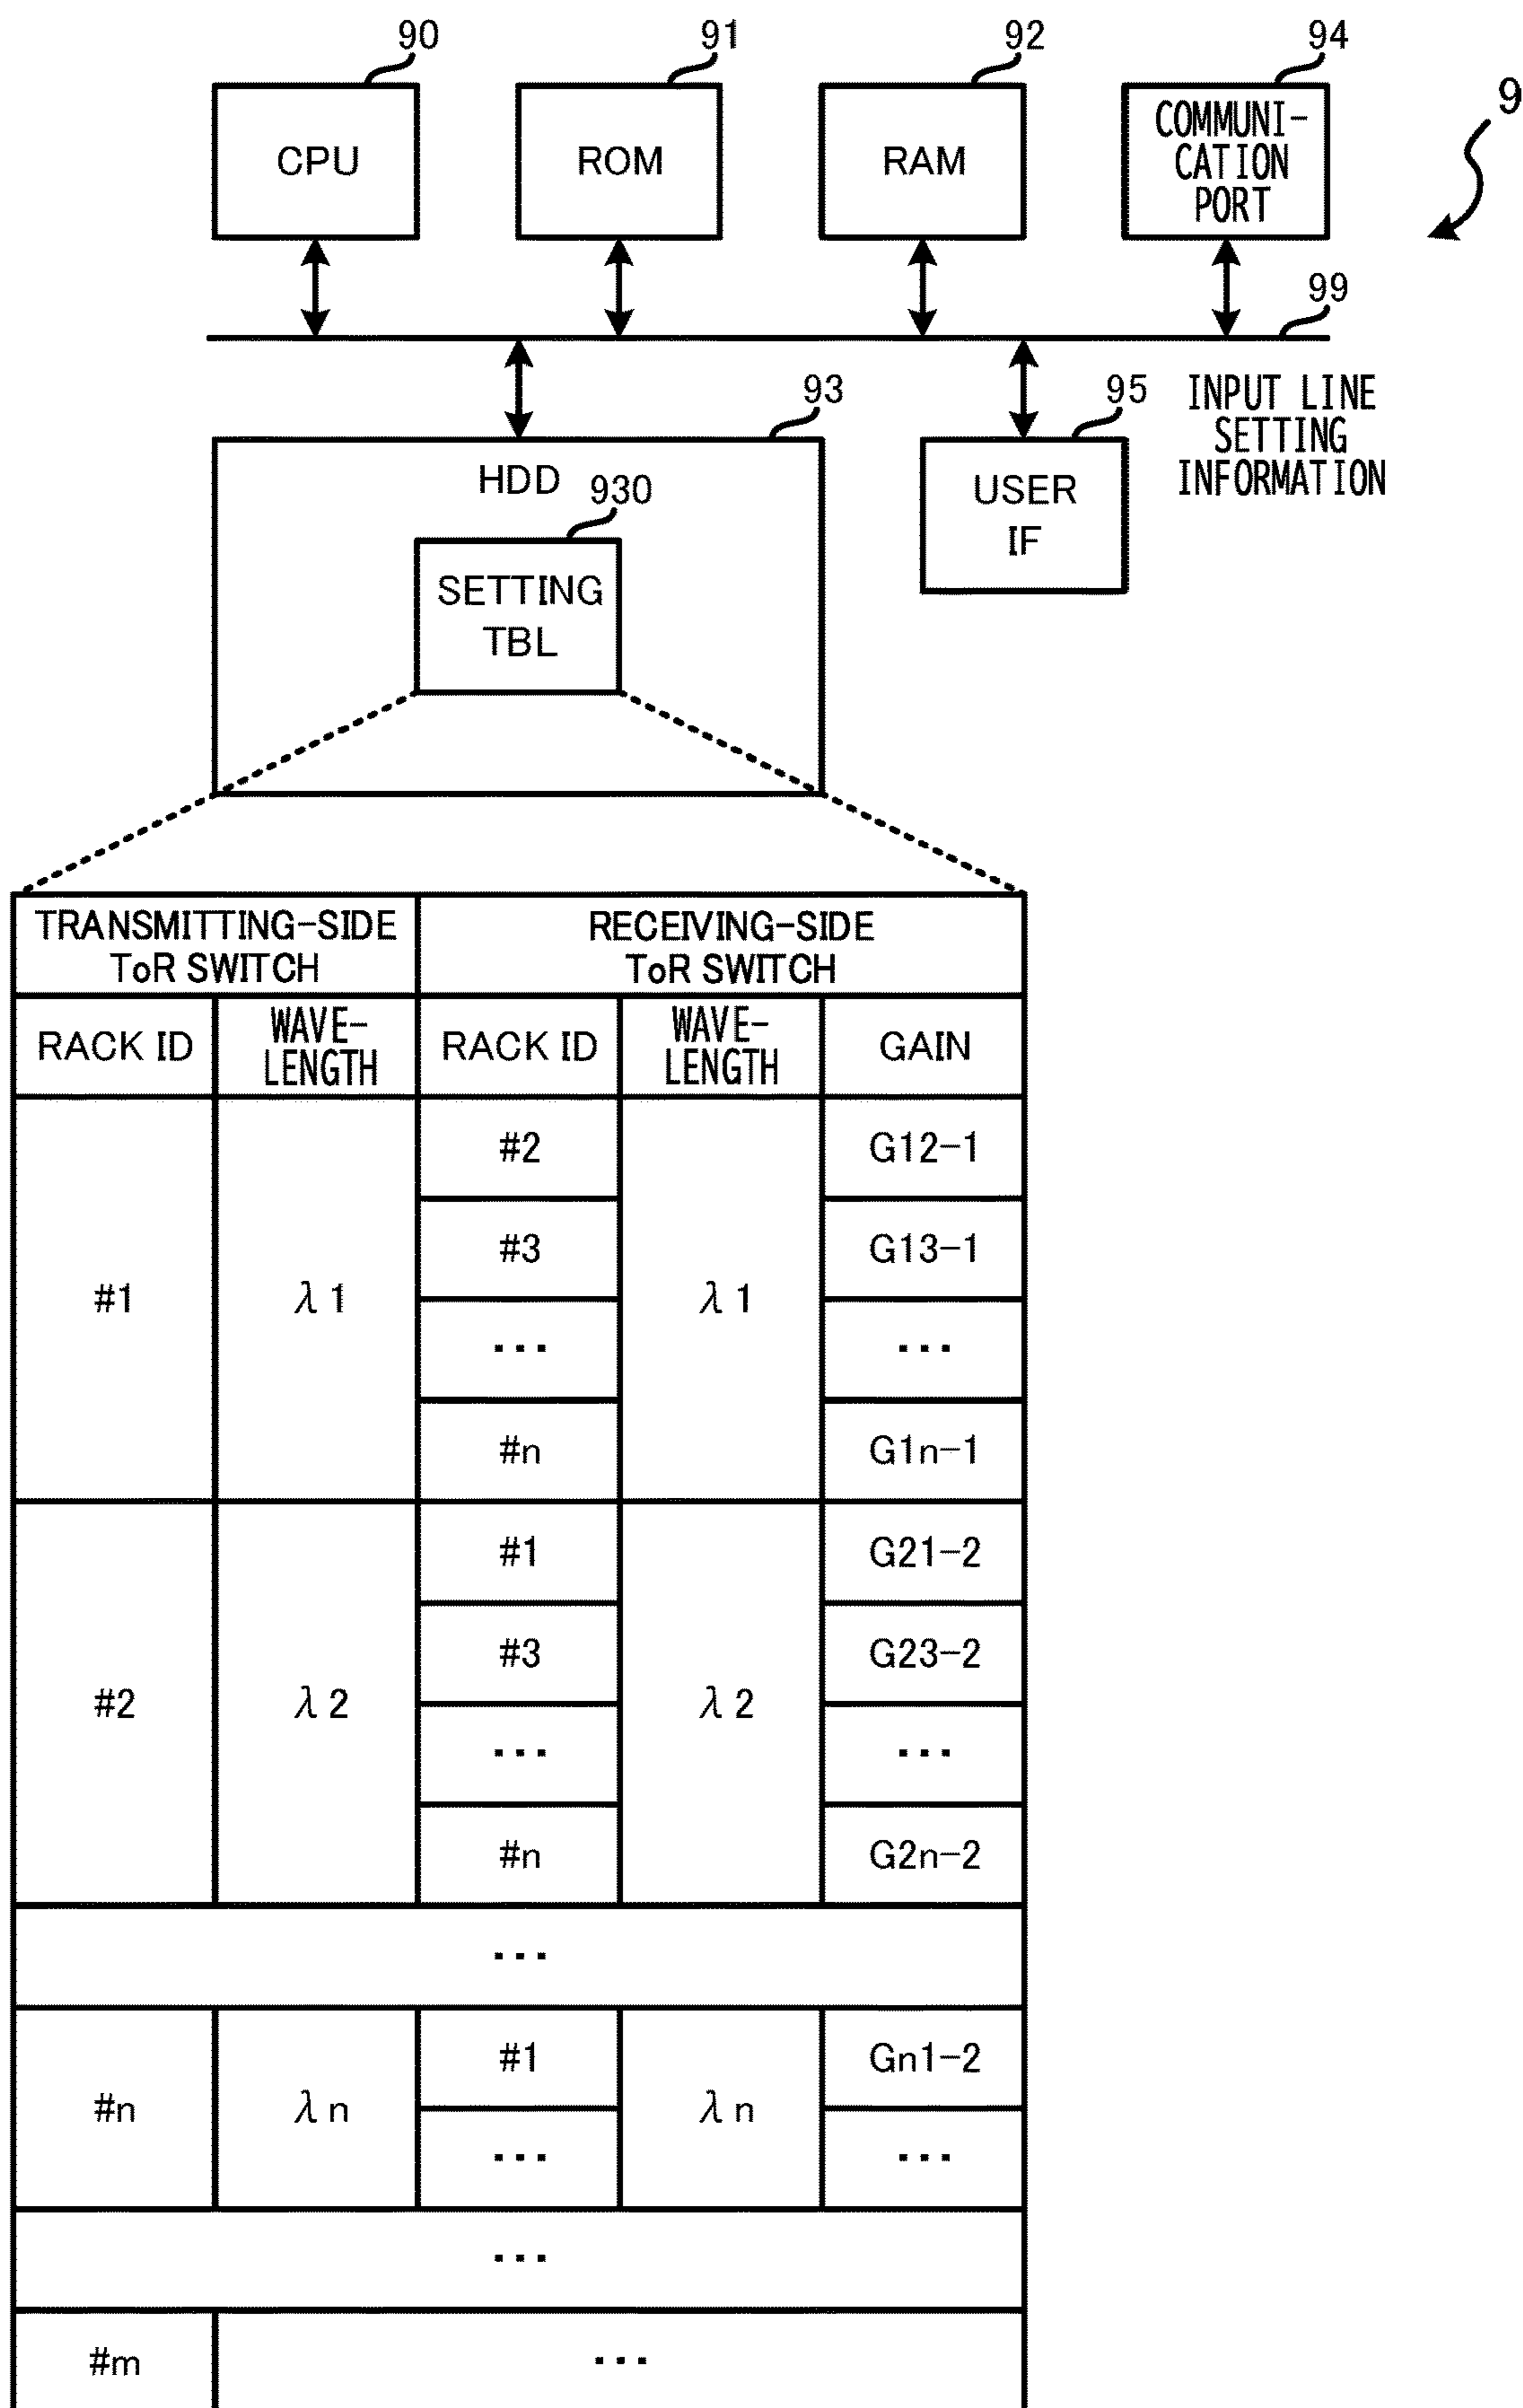 90
91
92
94
9
CPU
ROM
RAM
COMMUNI-
CATION
PORT
99
93
95
INPUT LINE
SETTING
INFORMATION
HDD
930
USER
IF
SETTING
TBL
TRANSMITTING-SIDE
ToR SWITCH
RECEIVING-SIDE
ToR SWITCH
RACK ID
WAVE-
LENGTH
RACK ID
WAVE-
LENGTH
GAIN
#1
λ1
#2
λ1
G12-1
#3
G13-1
...
...
#n
G1n-1
#2
λ2
#1
λ2
G21-2
#3
G23-2
...
...
#n
G2n-2
...
#n
λn
#1
λn
Gn1-2
...
...
...
#m
...